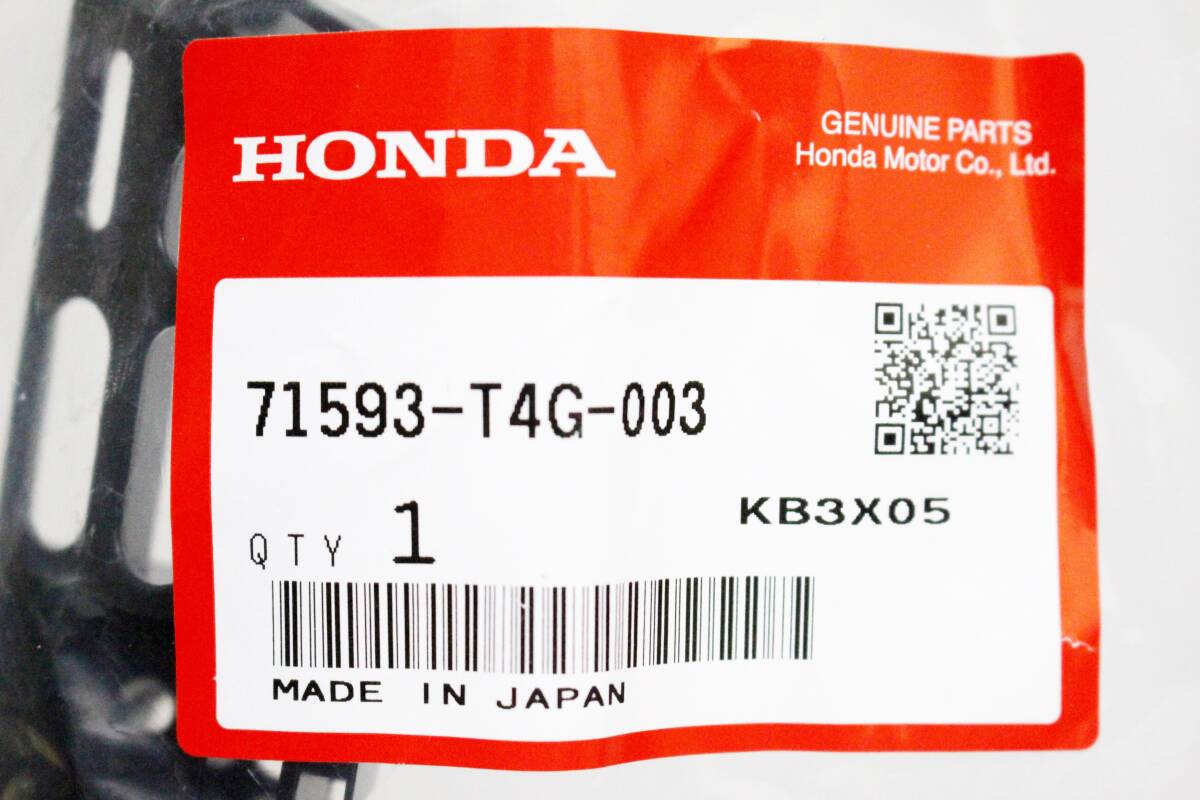 HONDA
GENUINE PARTS
Honda Motor Co., Ltd.
71593-T4G-003
KB3X05
QTY 1
MADE IN JAPAN